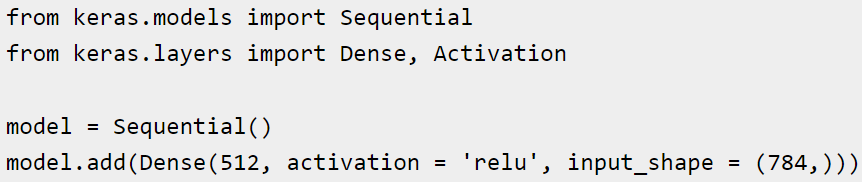 from keras.models import Sequential
from keras.layers import Dense, Activation
model = Sequential()
model.add(Dense(512, activation = 'relu', input_shape = (784,)))